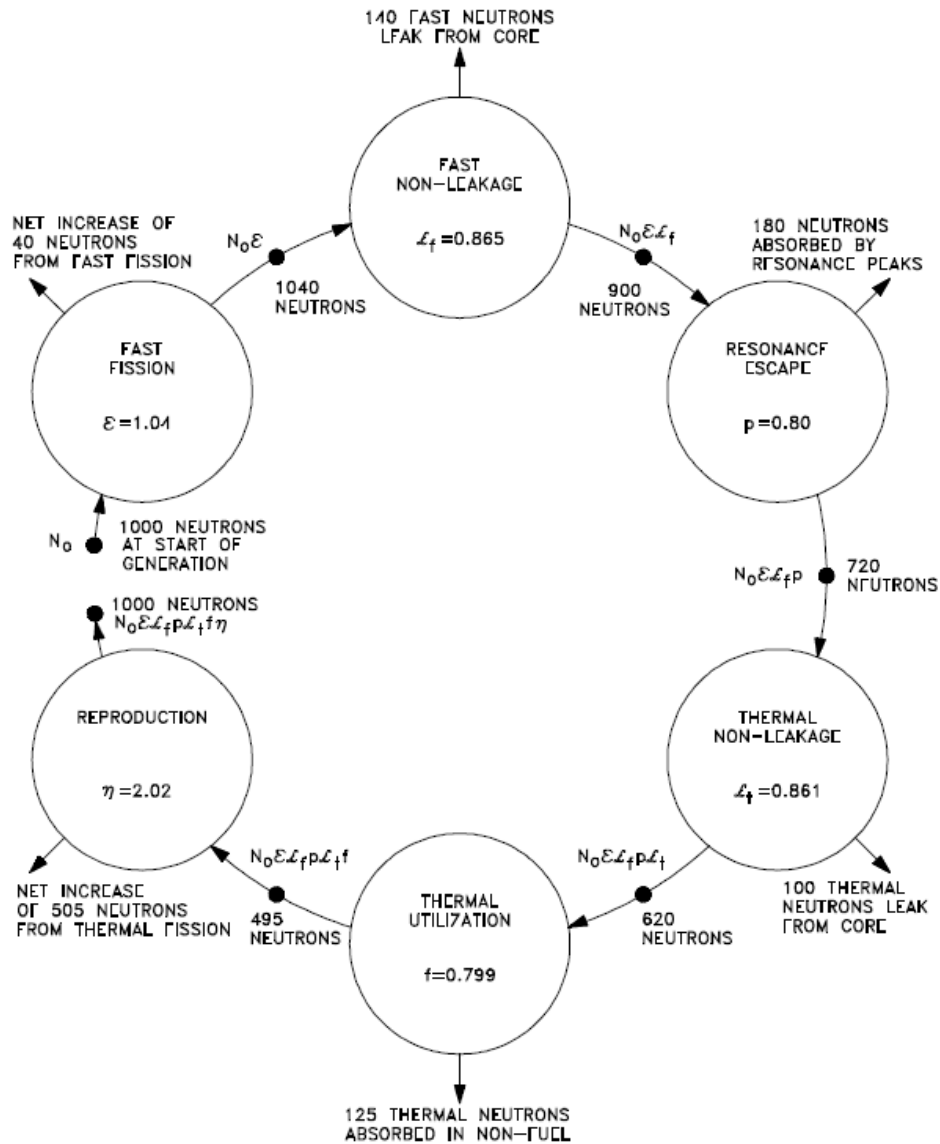 140 FAST NEUTRONS
LEAK FROM CORE
FAST
NON-LEAKAGE
ℒf=0.865
N₀ε
1040
NEUTRONS
N₀εℒf
900
NEUTRONS
NET INCREASE OF
40 NEUTRONS
FROM FAST FISSION
180 NEUTRONS
ABSORBED BY
RESONANCE PEAKS
FAST
FISSION
ε=1.04
RESONANCE
ESCAPE
p=0.80
N₀
1000 NEUTRONS
AT START OF
GENERATION
N₀εℒfp
720
NEUTRONS
1000 NEUTRONS
N₀εℒfpℒtfη
REPRODUCTION
η=2.02
THERMAL
NON-LEAKAGE
ℒt=0.861
N₀εℒfpℒtf
495
NEUTRONS
N₀εℒfpℒt
620
NEUTRONS
NET INCREASE
OF 505 NEUTRONS
FROM THERMAL FISSION
100 THERMAL
NEUTRONS LEAK
FROM CORE
THERMAL
UTILIZATION
f=0.799
125 THERMAL NEUTRONS
ABSORBED IN NON-FUEL